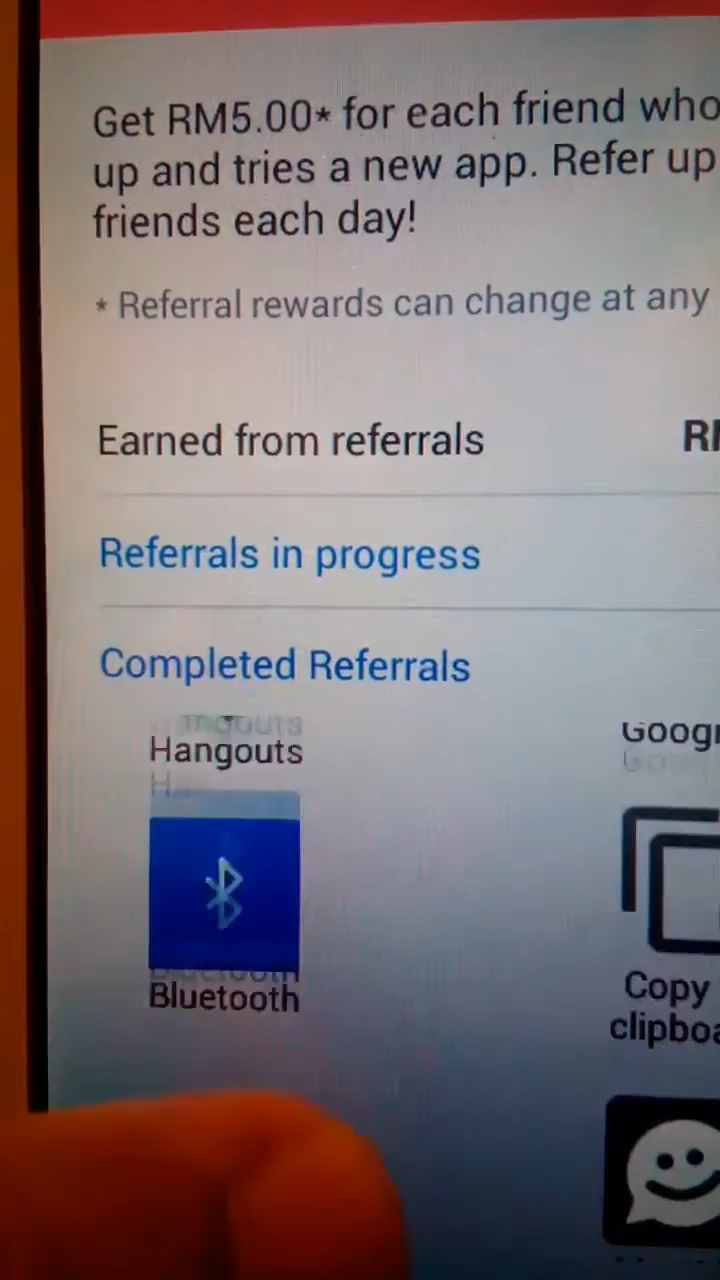 Get RM5.00* for each friend who
up and tries a new app. Refer up
friends each day!
* Referral rewards can change at any
Earned from referrals
Referrals in progress
Completed Referrals
Hangouts
Bluetooth
Copy